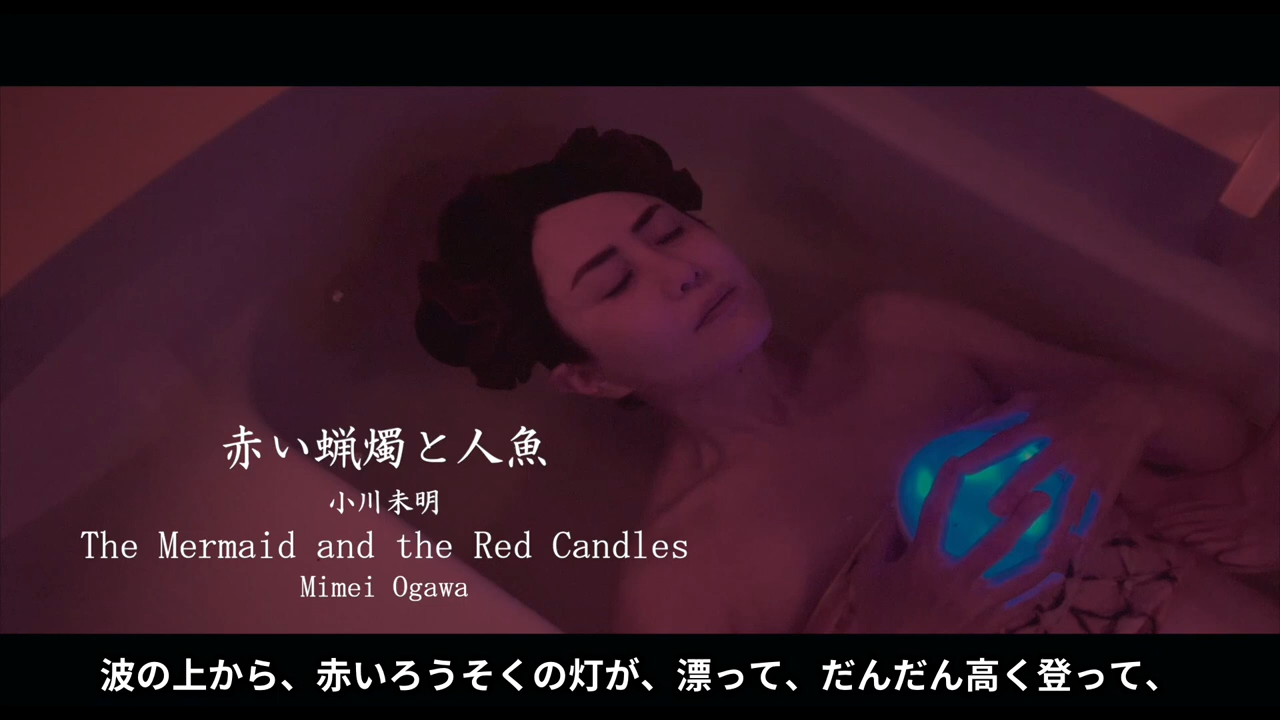 赤い蝋燭と人魚
小川未明
The Mermaid and the Red Candles
Mimei Ogawa
波の上から、赤いろうそくの灯が、漂って、だんだん高く登って、